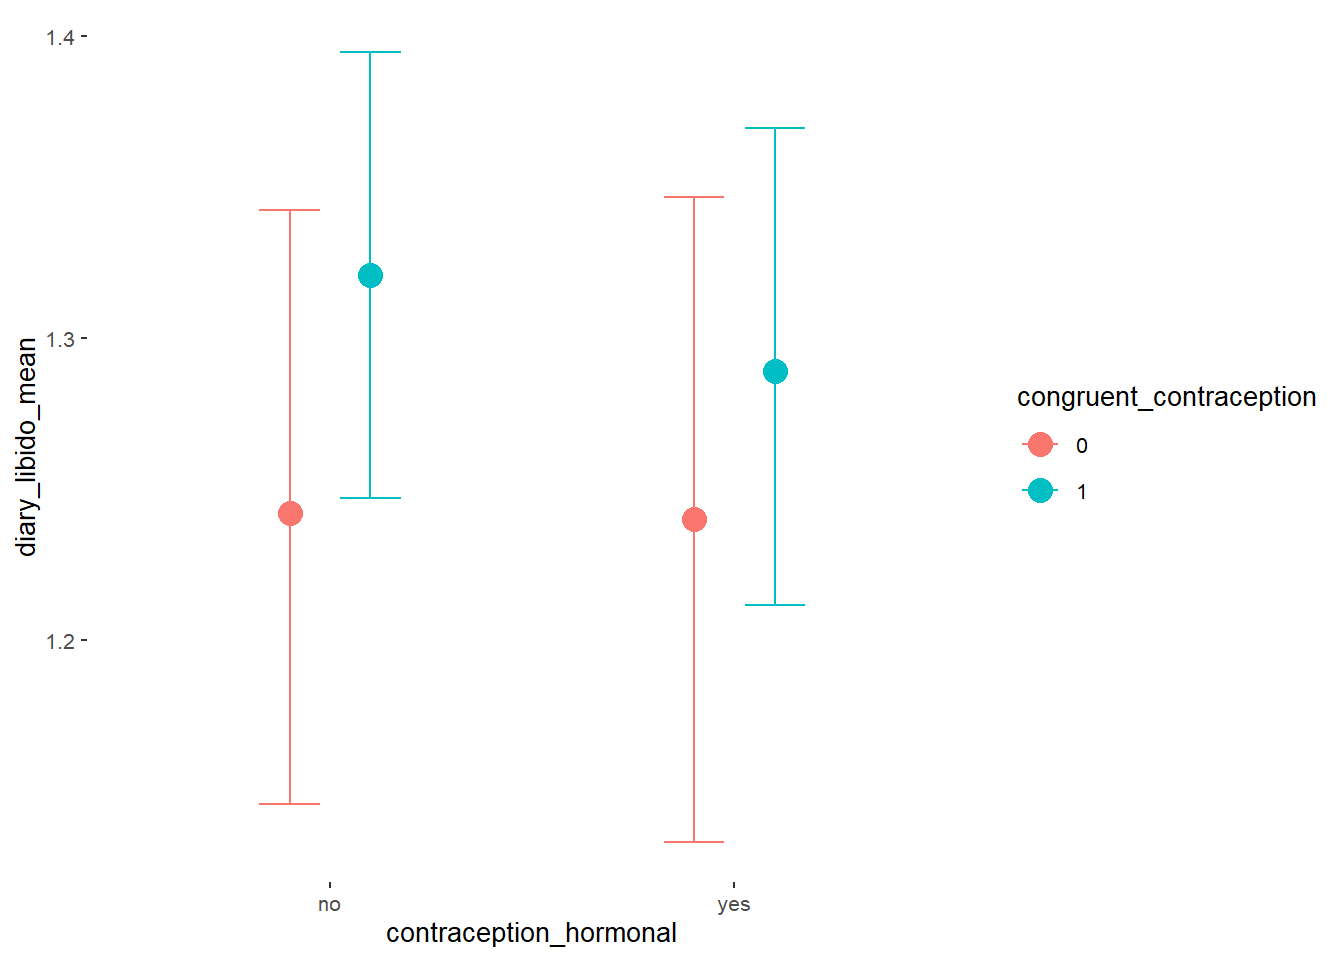 1.4
1.3
1.2
diary_libido_mean
no
yes
contraception_hormonal
congruent_contraception
0
1